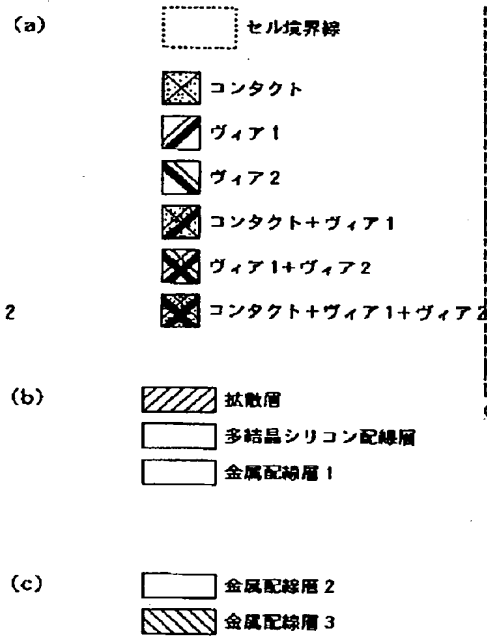 (a)
セル境界線
コンタクト
ヴィア1
ヴィア2
コンタクト+ヴィア1
ヴィア1+ヴィア2
2
コンタクト+ヴィア1+ヴィア2
(b)
拡散層
多結晶シリコン配線層
金属配線層1
(c)
金属配線層2
金属配線層3